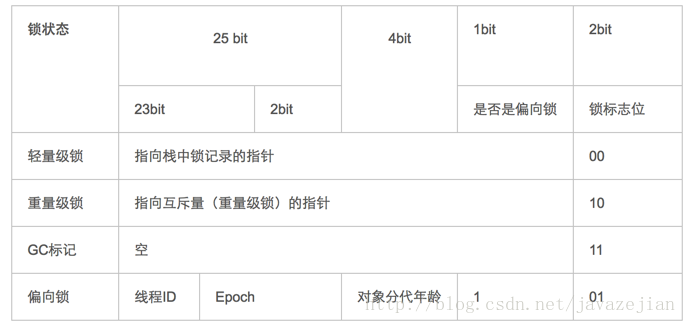 锁状态 25 bit 4bit 1bit 2bit
23bit 2bit 是否是偏向锁 锁标志位
轻量级锁 指向栈中锁记录的指针 00
重量级锁 指向互斥量（重量级锁）的指针 10
GC标记 空 11
偏向锁 线程ID Epoch 对象分代年龄 1 01
http://blog.csdn.net/javazejian